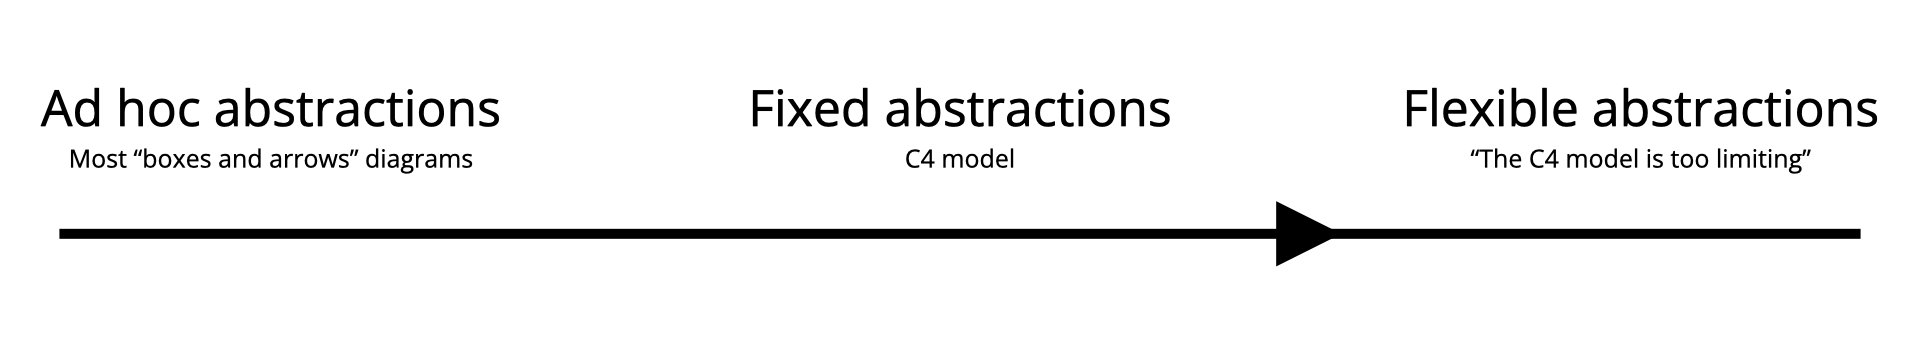 Ad hoc abstractions
Most “boxes and arrows” diagrams
Fixed abstractions
C4 model
Flexible abstractions
“The C4 model is too limiting”